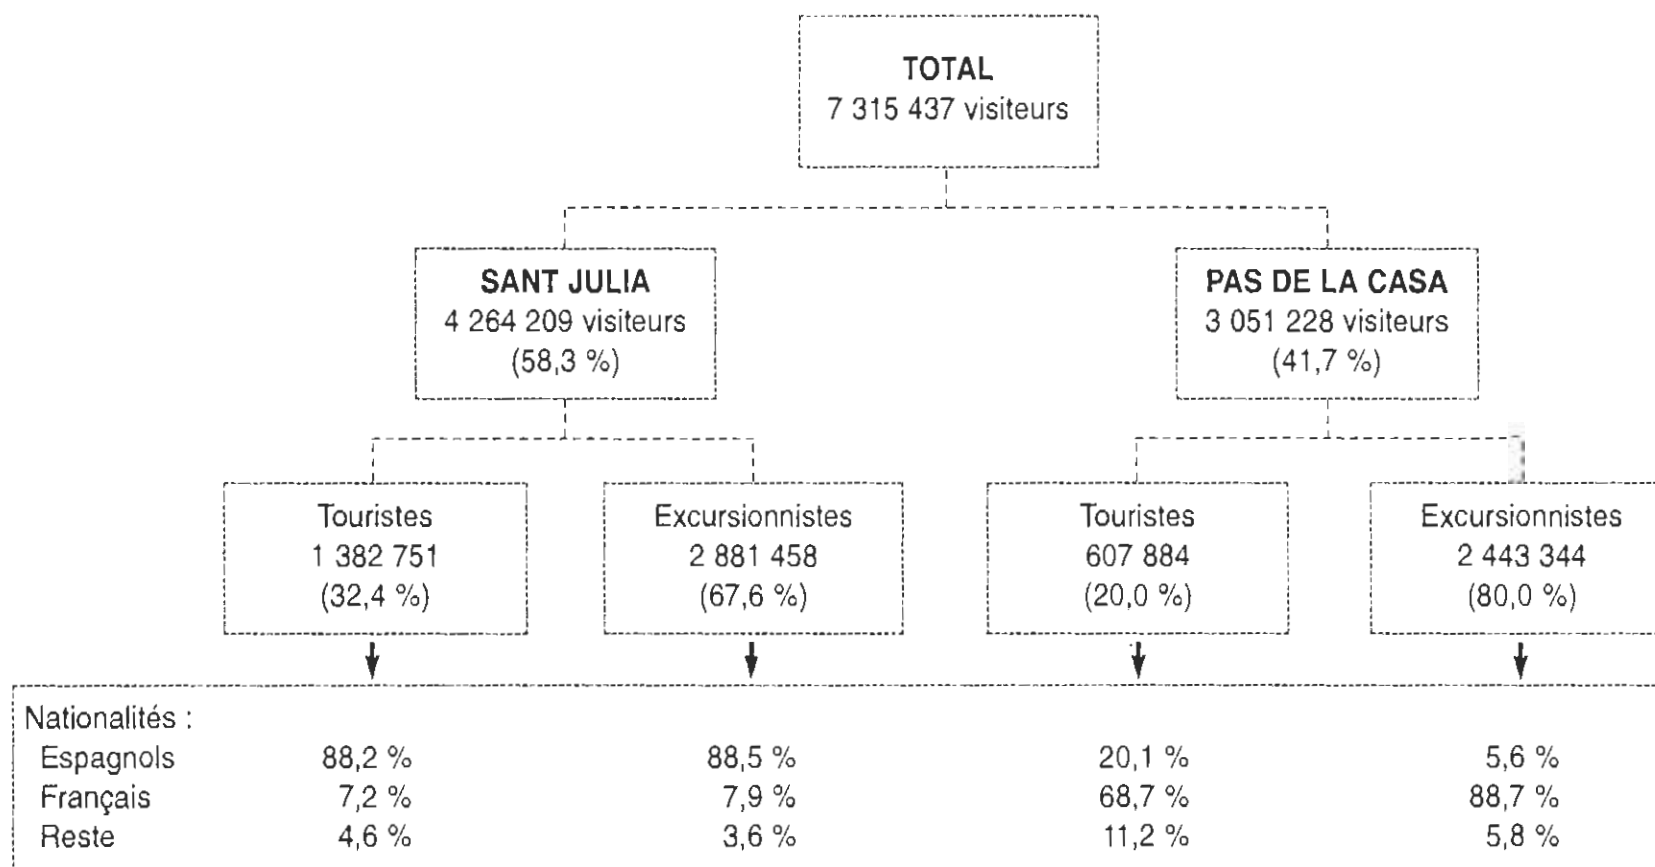 TOTAL
7 315 437 visiteurs
SANT JULIA
4 264 209 visiteurs
(58,3 %)
PAS DE LA CASA
3 051 228 visiteurs
(41,7 %)
Touristes
1 382 751
(32,4 %)
Excursionnistes
2 881 458
(67,6 %)
Touristes
607 884
(20,0 %)
Excursionnistes
2 443 344
(80,0 %)
Nationalités :
Espagnols 88,2 % 88,5 % 20,1 % 5,6 %
Français 7,2 % 7,9 % 68,7 % 88,7 %
Reste 4,6 % 3,6 % 11,2 % 5,8 %